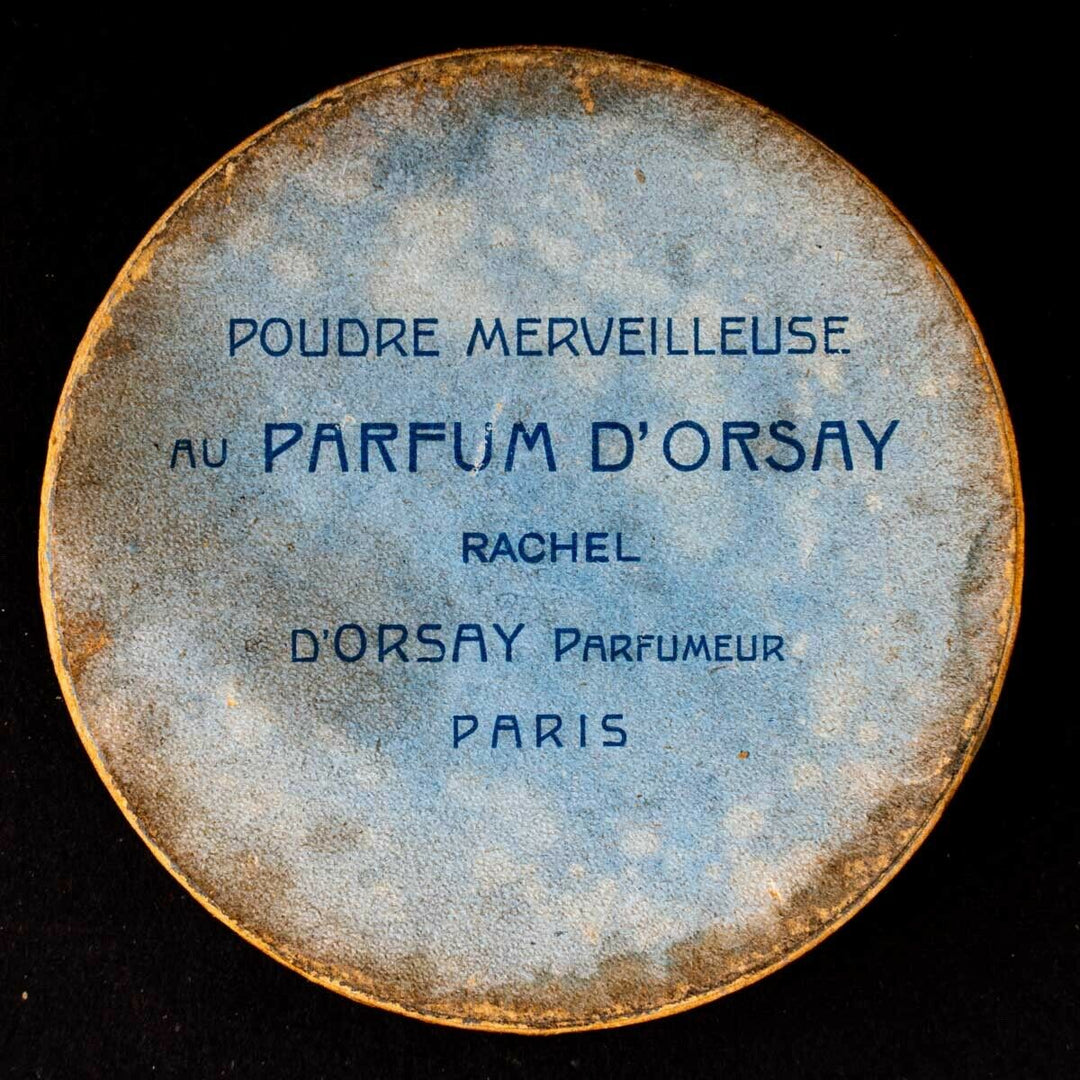 POUDRE MERVEILLEUSE
AU PARFUM D'ORSAY
RACHEL
D'ORSAY PARFUMEUR
PARIS